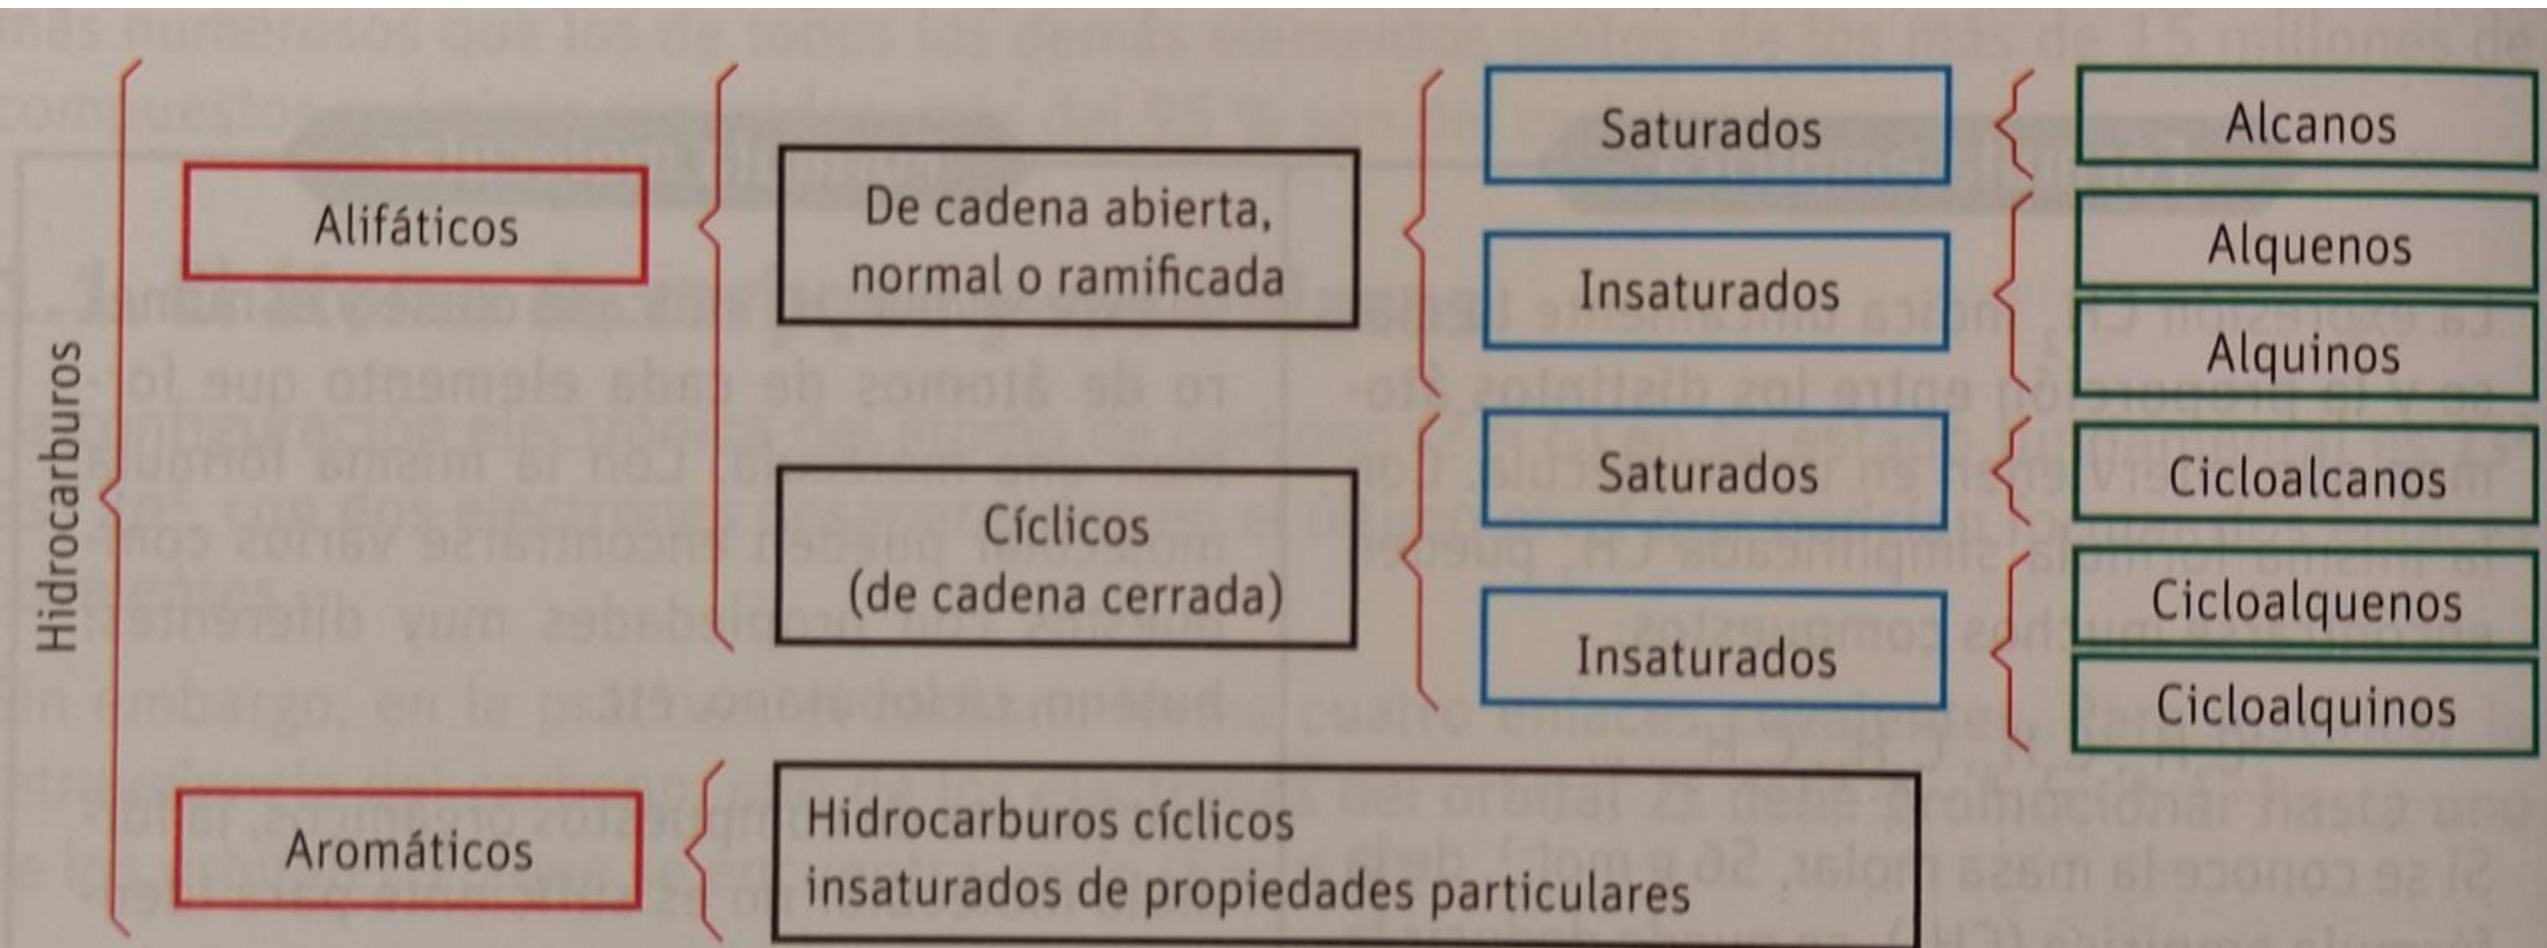 Hidrocarburos
Alifáticos
De cadena abierta,
normal o ramificada
Saturados
Alcanos
Insaturados
Alquenos
Alquinos
Cíclicos
(de cadena cerrada)
Saturados
Cicloalcanos
Insaturados
Cicloalquenos
Cicloalquinos
Aromáticos
Hidrocarburos cíclicos
insaturados de propiedades particulares